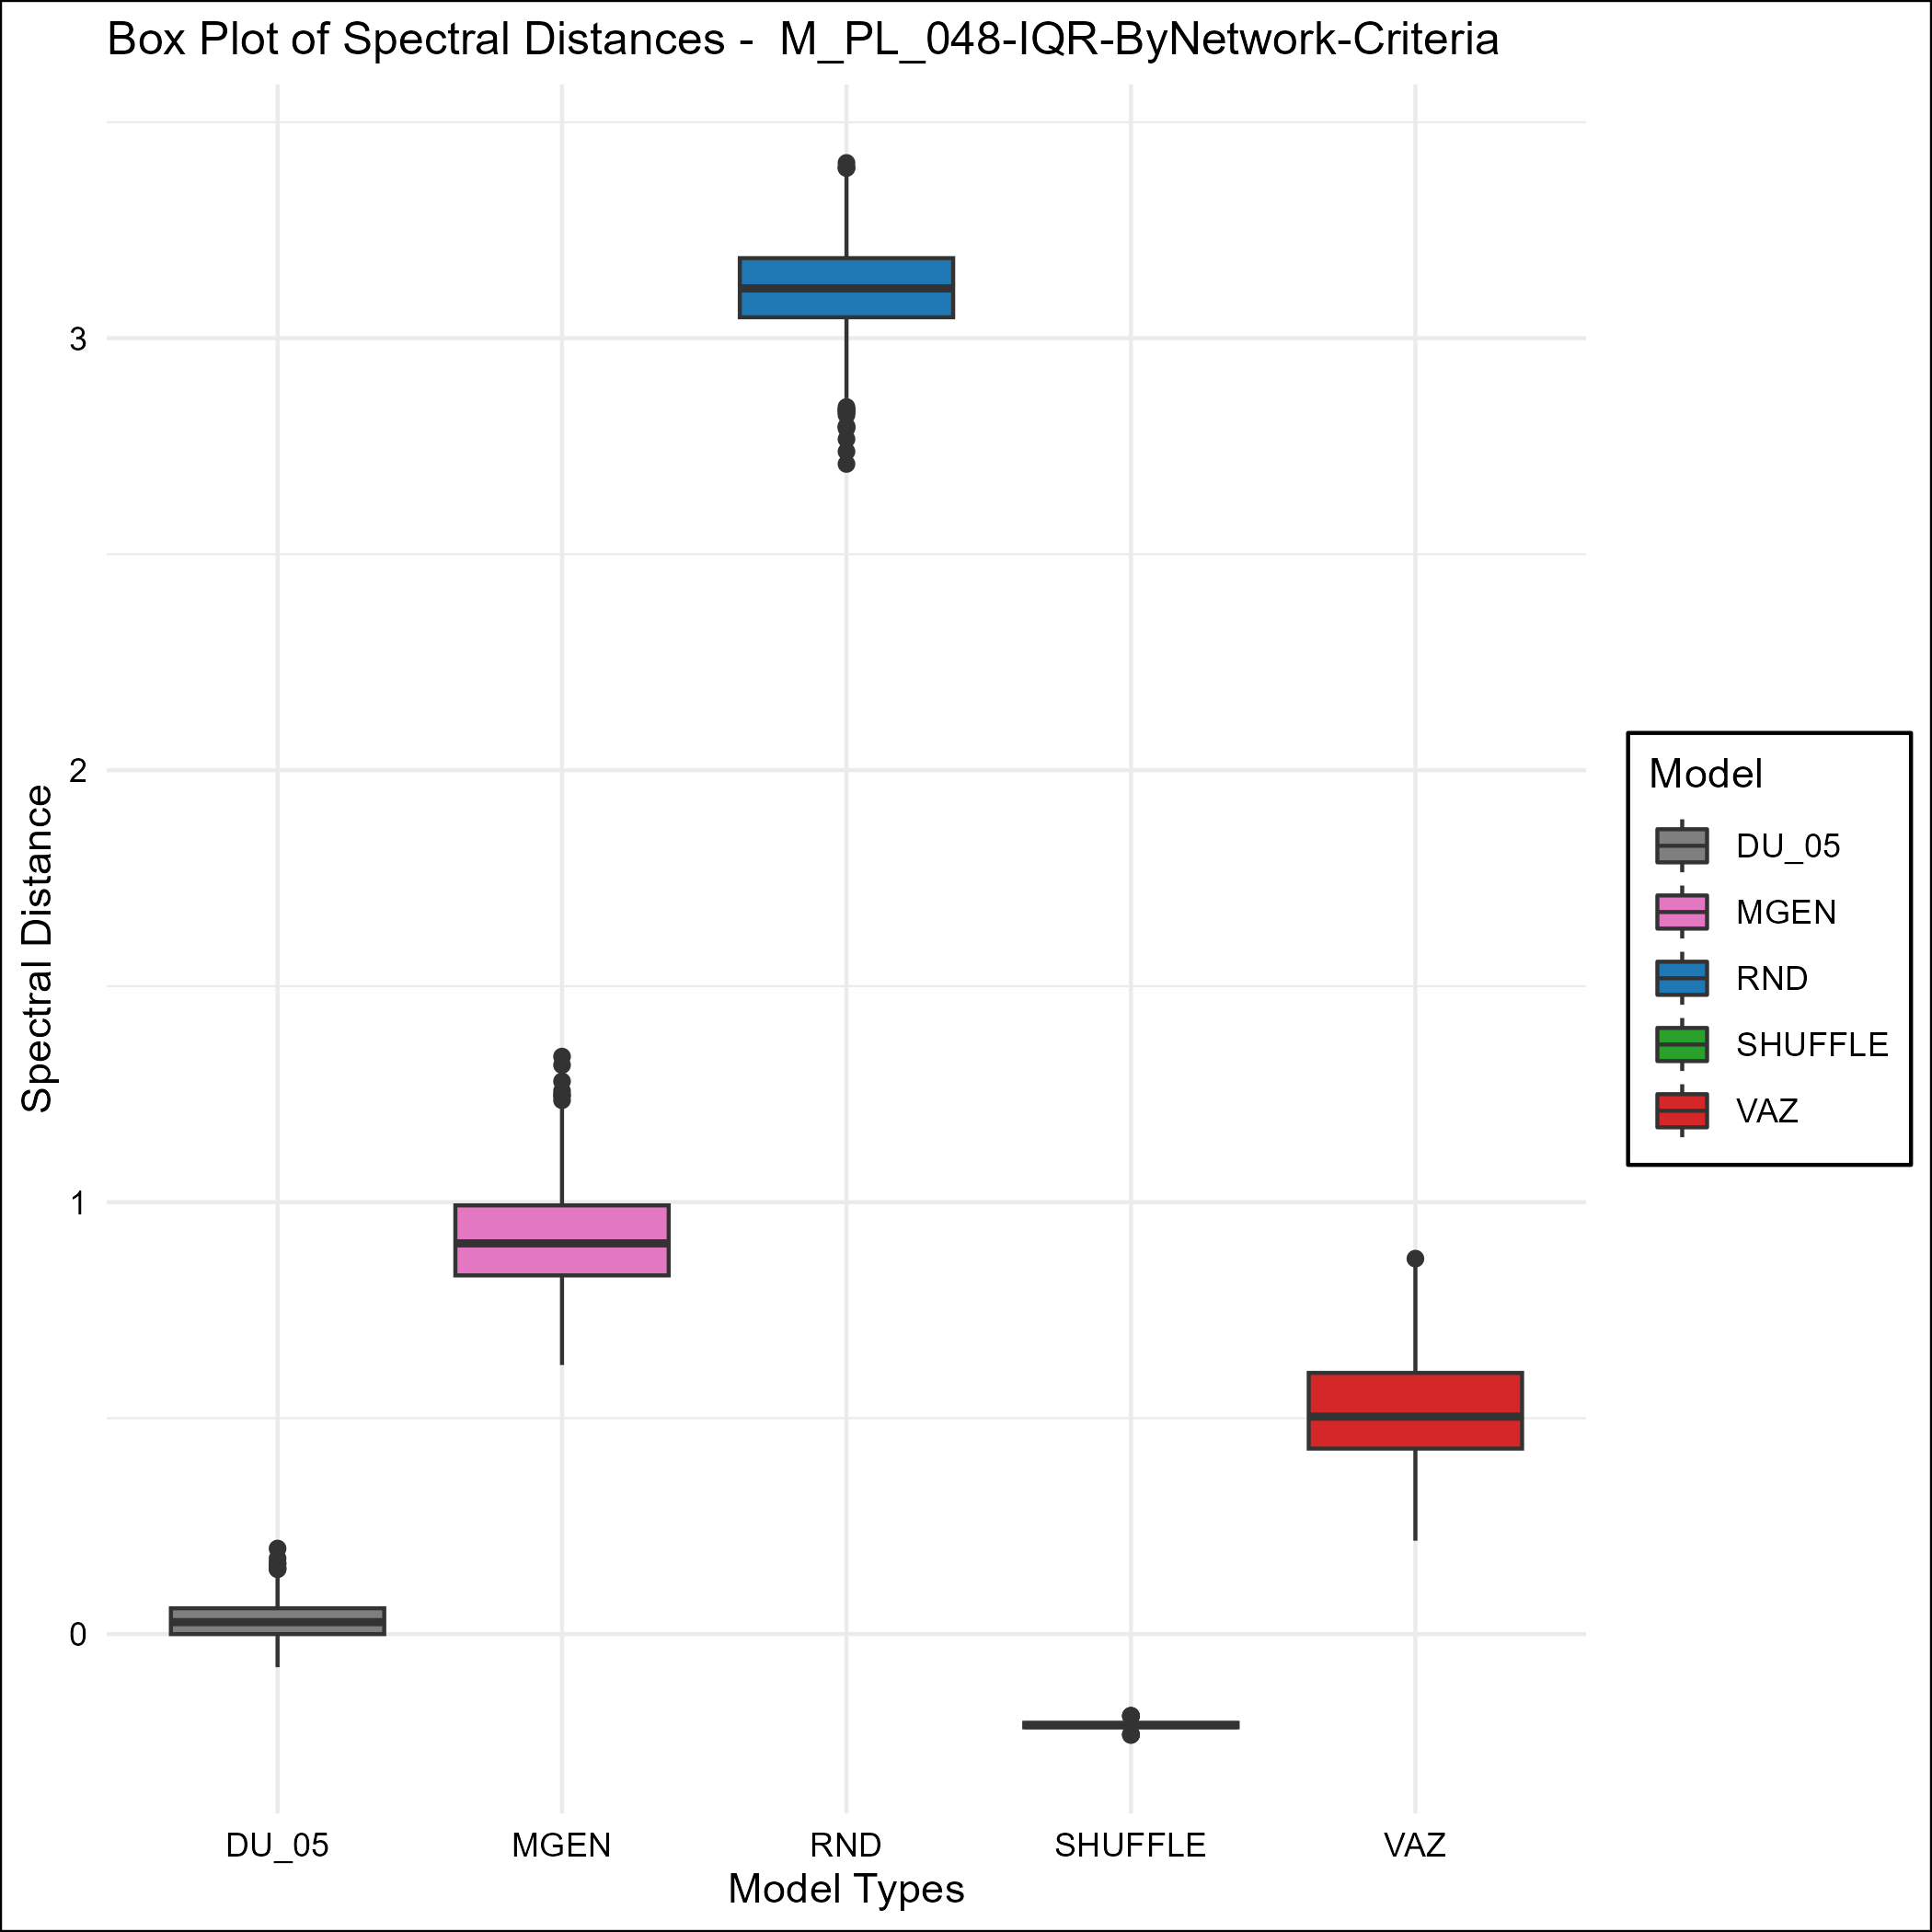 Box Plot of Spectral Distances -  M_PL_048-IQR-ByNetwork-Criteria
Spectral Distance
3
2
1
0
DU_05 MGEN RND SHUFFLE VAZ
Model Types
Model
DU_05
MGEN
RND
SHUFFLE
VAZ